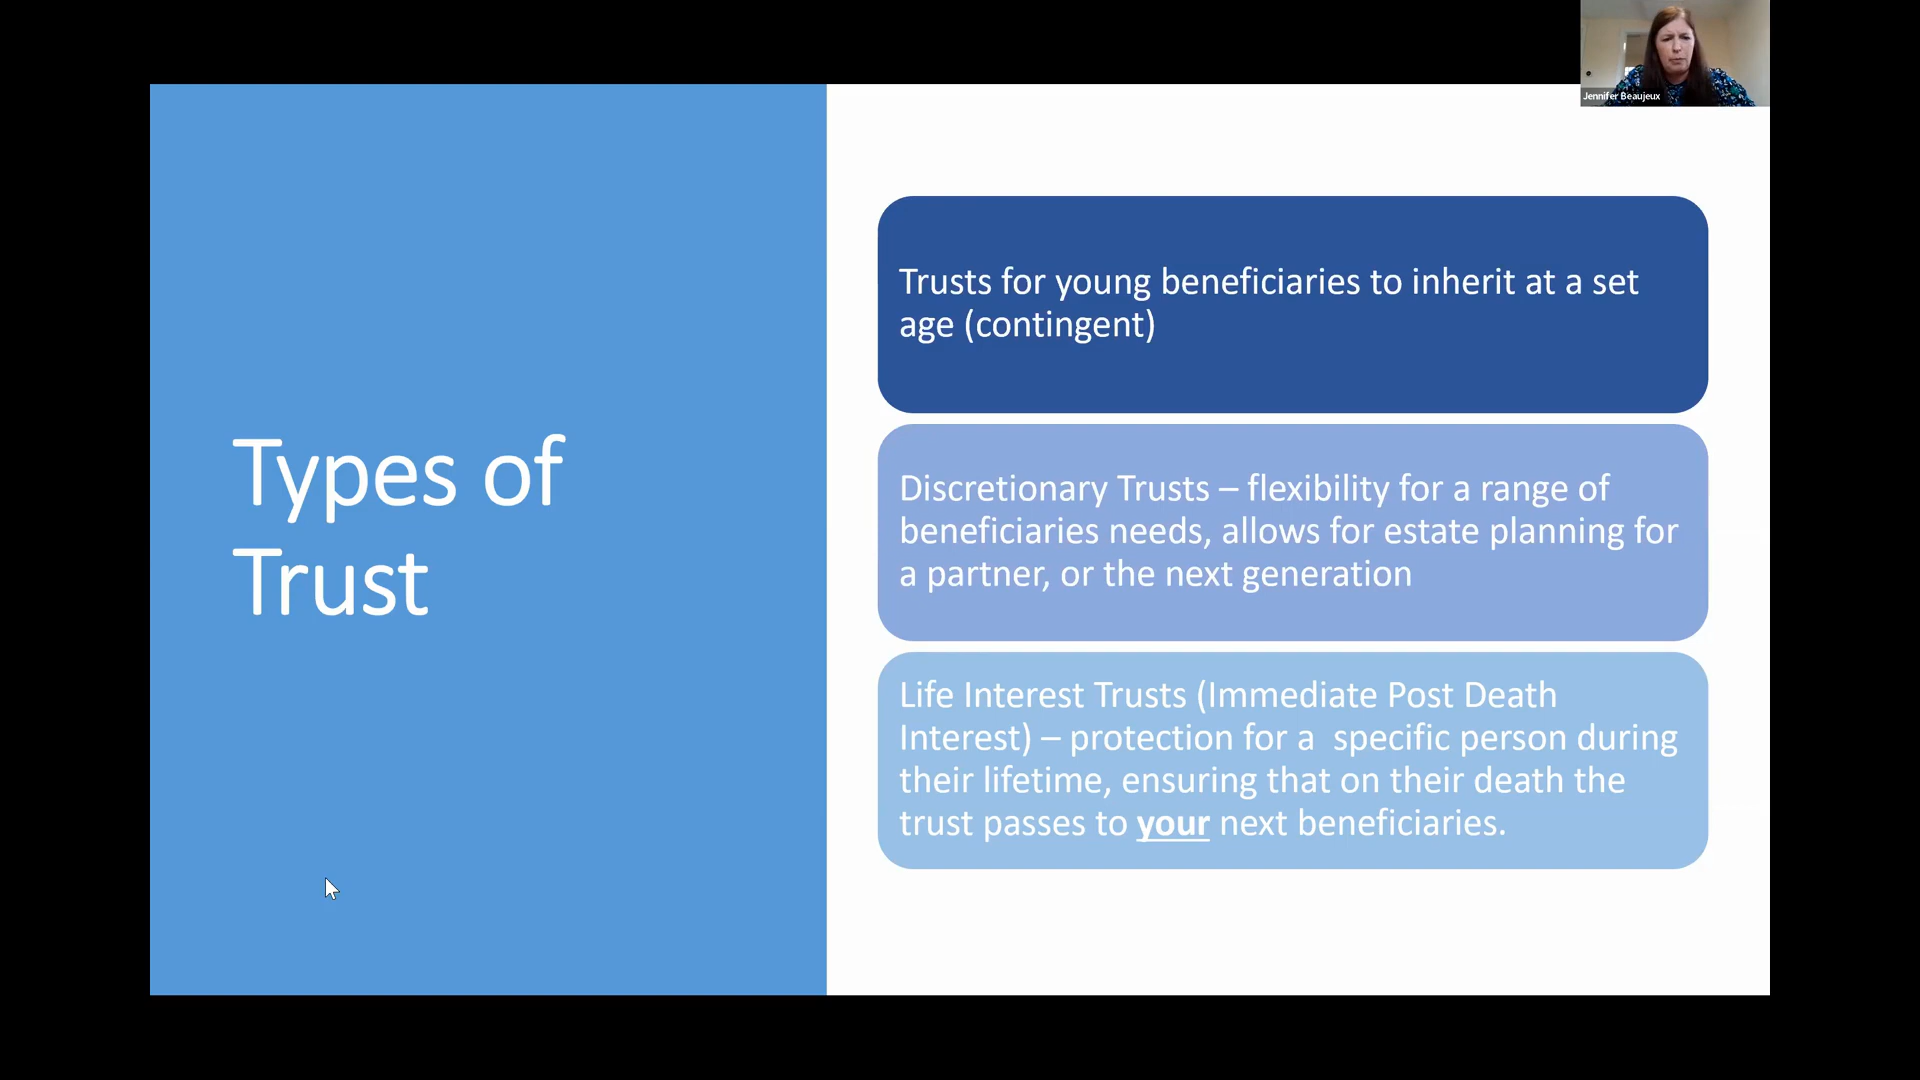 Jennifer Beaujeux
Types of
Trust
Trusts for young beneficiaries to inherit at a set
age (contingent)
Discretionary Trusts – flexibility for a range of
beneficiaries needs, allows for estate planning for
a partner, or the next generation
Life Interest Trusts (Immediate Post Death
Interest) – protection for a  specific person during
their lifetime, ensuring that on their death the
trust passes to your next beneficiaries.